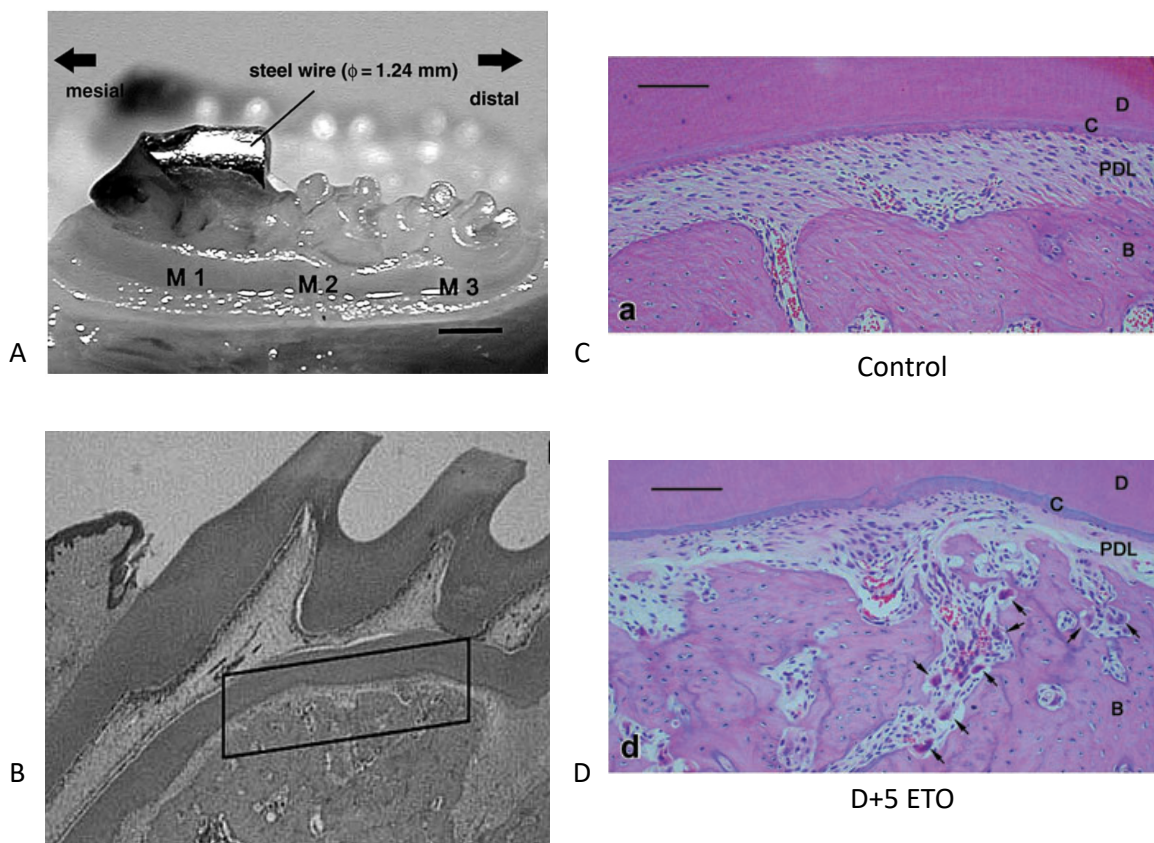 steel wire (ϕ = 1.24 mm)
mesial
distal
M 1
M 2
M 3
A
D
C
PDL
B
a
C
Control
B
D
C
PDL
B
d
D
D+5 ETO